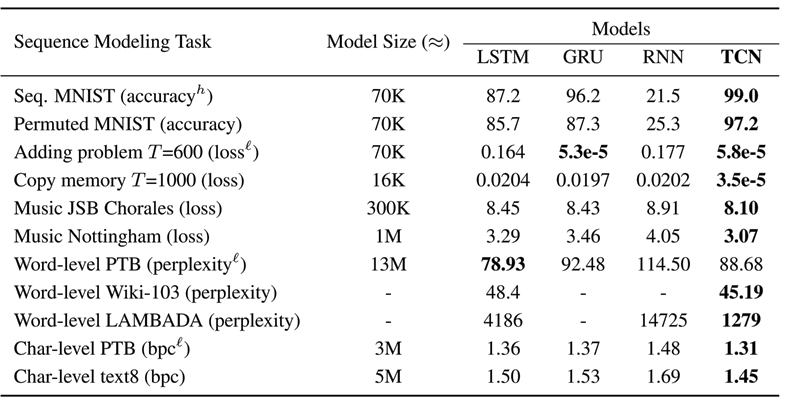 Models
Sequence Modeling Task Model Size (≈) LSTM GRU RNN TCN
Seq. MNIST (accuracyʰ) 70K 87.2 96.2 21.5 99.0
Permuted MNIST (accuracy) 70K 85.7 87.3 25.3 97.2
Adding problem T=600 (lossℓ) 70K 0.164 5.3e-5 0.177 5.8e-5
Copy memory T=1000 (loss) 16K 0.0204 0.0197 0.0202 3.5e-5
Music JSB Chorales (loss) 300K 8.45 8.43 8.91 8.10
Music Nottingham (loss) 1M 3.29 3.46 4.05 3.07
Word-level PTB (perplexityℓ) 13M 78.93 92.48 114.50 88.68
Word-level Wiki-103 (perplexity) - 48.4 - - 45.19
Word-level LAMBADA (perplexity) - 4186 - 14725 1279
Char-level PTB (bpcℓ) 3M 1.36 1.37 1.48 1.31
Char-level text8 (bpc) 5M 1.50 1.53 1.69 1.45